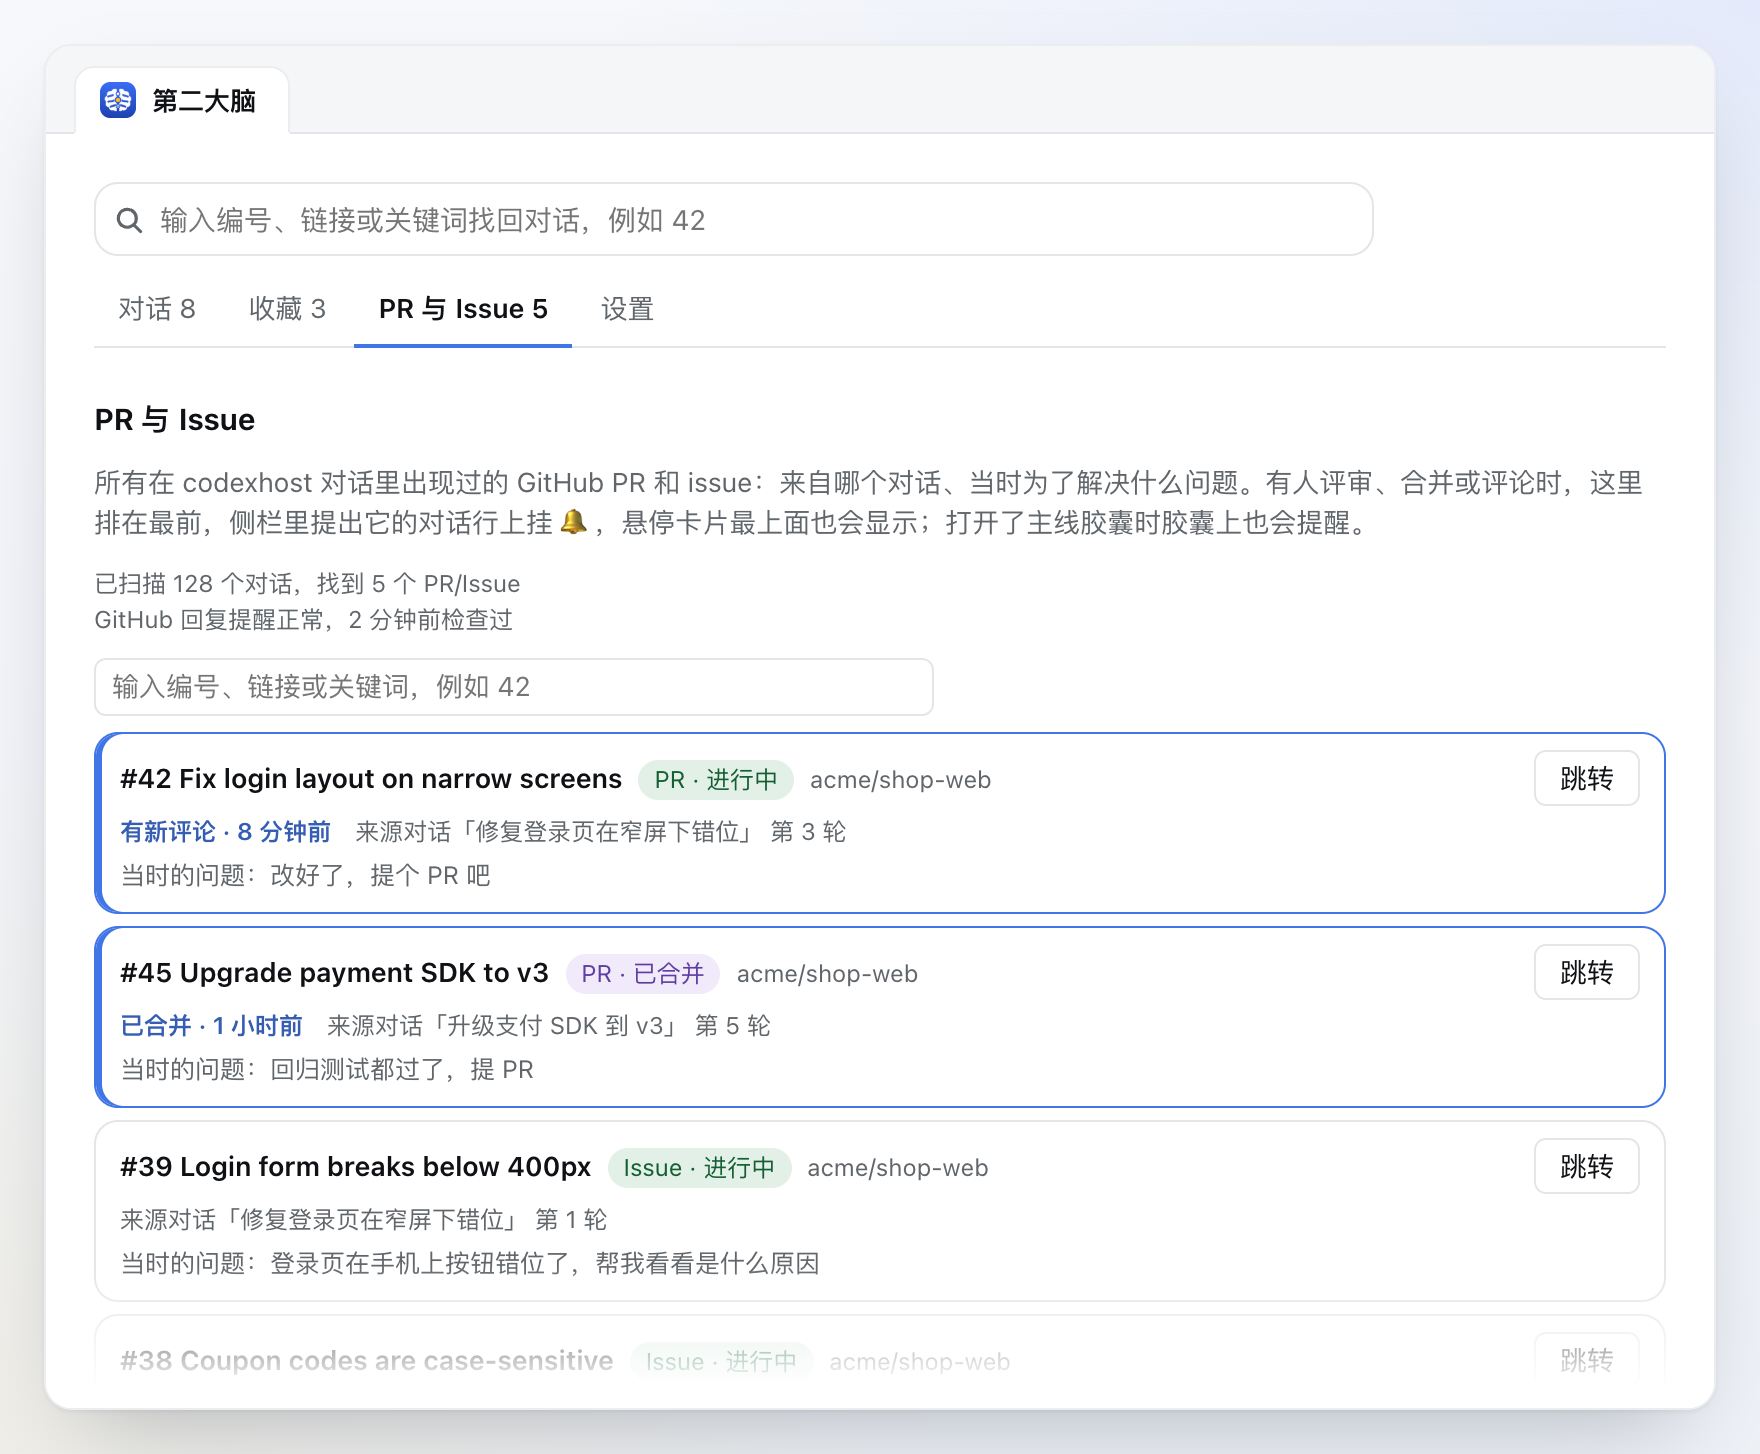 第二大脑
输入编号、链接或关键词找回对话，例如 42
对话 8 收藏 3 PR 与 Issue 5 设置
PR 与 Issue
所有在 codexhost 对话里出现过的 GitHub PR 和 issue：来自哪个对话、当时为了解决什么问题。有人评审、合并或评论时，这里
排在最前，侧栏里提出它的对话行上挂 🔔 ，悬停卡片最上面也会显示；打开了主线胶囊时胶囊上也会提醒。
已扫描 128 个对话，找到 5 个 PR/Issue
GitHub 回复提醒正常，2 分钟前检查过
输入编号、链接或关键词，例如 42
#42 Fix login layout on narrow screens PR · 进行中 acme/shop-web 跳转
有新评论 · 8 分钟前 来源对话「修复登录页在窄屏下错位」 第 3 轮
当时的问题：改好了，提个 PR 吧
#45 Upgrade payment SDK to v3 PR · 已合并 acme/shop-web 跳转
已合并 · 1 小时前 来源对话「升级支付 SDK 到 v3」 第 5 轮
当时的问题：回归测试都过了，提 PR
#39 Login form breaks below 400px Issue · 进行中 acme/shop-web 跳转
来源对话「修复登录页在窄屏下错位」 第 1 轮
当时的问题：登录页在手机上按钮错位了，帮我看看是什么原因
#38 Coupon codes are case-sensitive Issue · 进行中 acme/shop-web 跳转